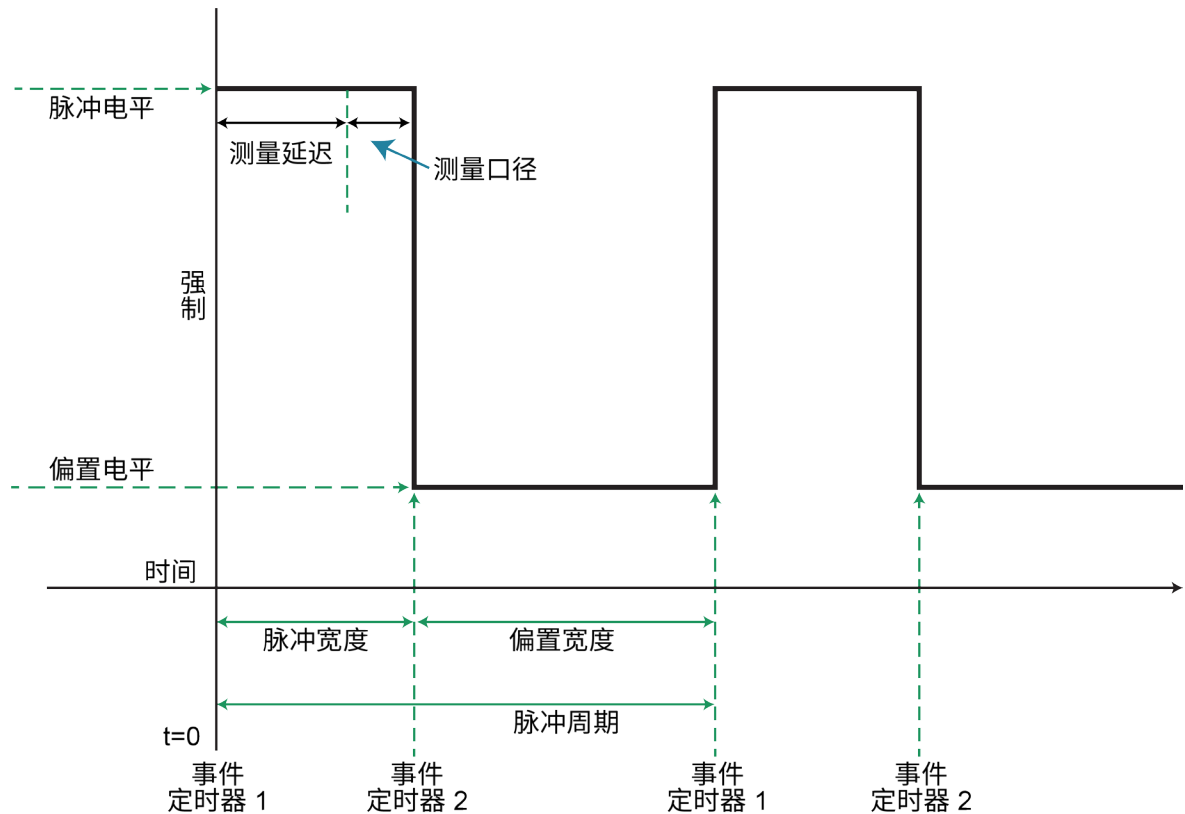 脉冲电平
测量延迟
测量口径
强
制
偏置电平
时间
脉冲宽度
偏置宽度
脉冲周期
t=0
事件
定时器 1
事件
定时器 2
事件
定时器 1
事件
定时器 2